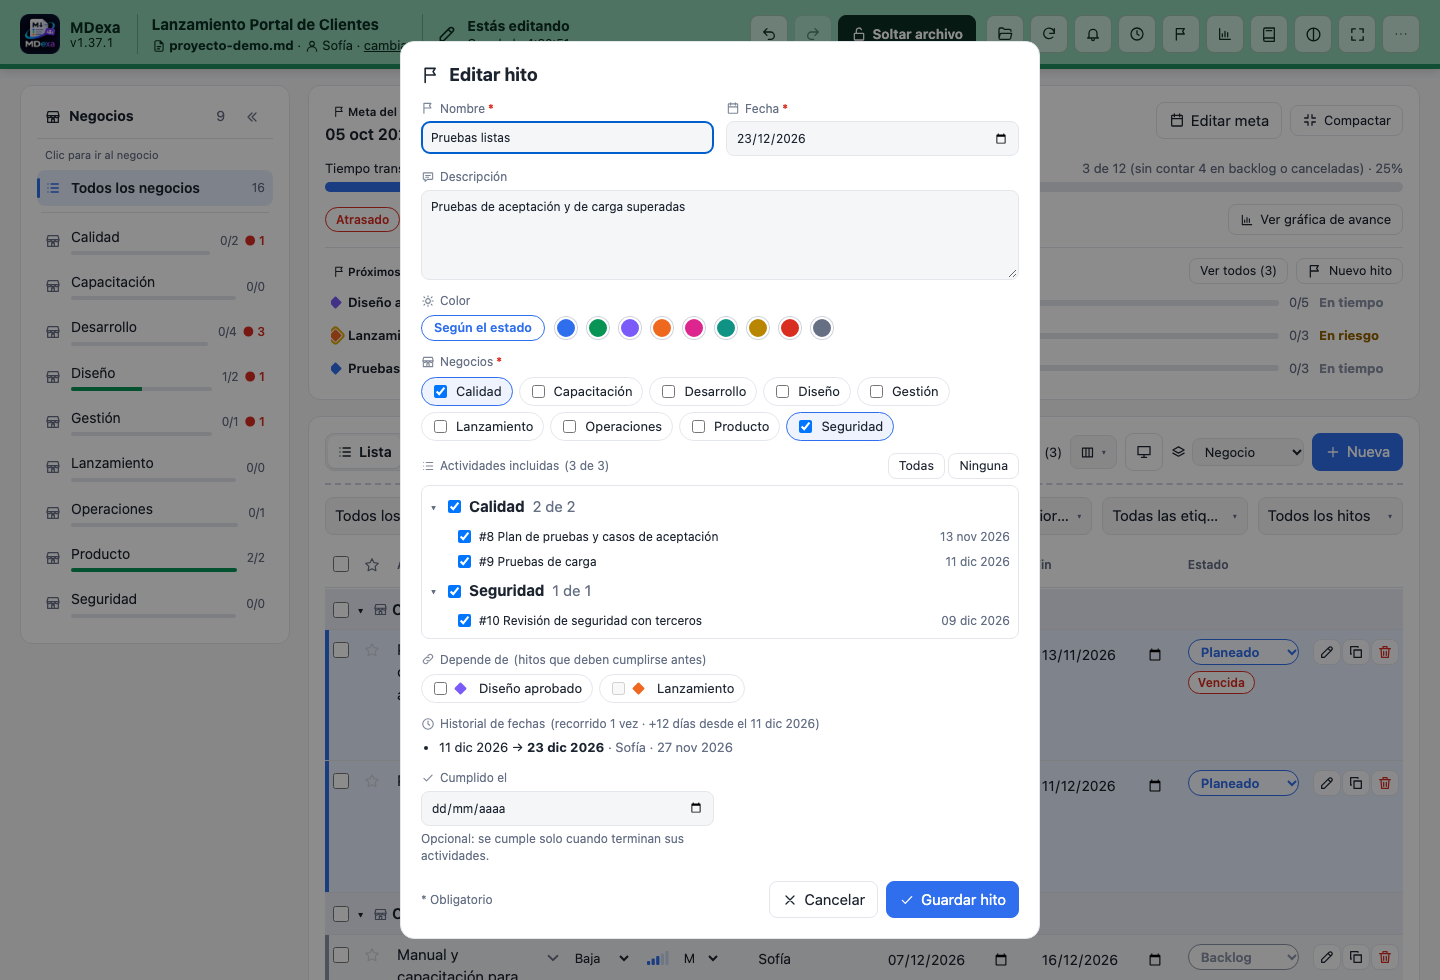 MDexa
v1.37.1
Lanzamiento Portal de Clientes
proyecto-demo.md · Sofía · cambia
Estás editando
Soltar archivo
Negocios 9
Clic para ir al negocio
Todos los negocios 16
Calidad 0/2 1
Capacitación 0/0
Desarrollo 0/4 3
Diseño 1/2 1
Gestión 0/1 1
Lanzamiento 0/0
Operaciones 0/1
Producto 2/2
Seguridad 0/0
Meta del
05 oct 202
Editar meta
Compactar
Tiempo trans
3 de 12 (sin contar 4 en backlog o canceladas) · 25%
Atrasado
Ver gráfica de avance
Próximos
Ver todos (3)
Nuevo hito
Diseño a 0/5 En tiempo
Lanzami 0/3 En riesgo
Pruebas 0/3 En tiempo
Lista
(3)
Negocio
Nueva
Todos los
ior...
Todas las etiq...
Todos los hitos
in
Estado
13/11/2026
Planeado
Vencida
11/12/2026
Planeado
Manual y
capacitación para
Baja
M
Sofía
07/12/2026
16/12/2026
Backlog
Editar hito
Nombre *
Fecha *
Pruebas listas
23/12/2026
Descripción
Pruebas de aceptación y de carga superadas
Color
Según el estado
Negocios *
Calidad
Capacitación
Desarrollo
Diseño
Gestión
Lanzamiento
Operaciones
Producto
Seguridad
Actividades incluidas (3 de 3)
Todas
Ninguna
Calidad 2 de 2
#8 Plan de pruebas y casos de aceptación 13 nov 2026
#9 Pruebas de carga 11 dic 2026
Seguridad 1 de 1
#10 Revisión de seguridad con terceros 09 dic 2026
Depende de (hitos que deben cumplirse antes)
Diseño aprobado
Lanzamiento
Historial de fechas (recorrido 1 vez · +12 días desde el 11 dic 2026)
• 11 dic 2026 → 23 dic 2026 · Sofía · 27 nov 2026
Cumplido el
dd/mm/aaaa
Opcional: se cumple solo cuando terminan sus
actividades.
* Obligatorio
Cancelar
Guardar hito